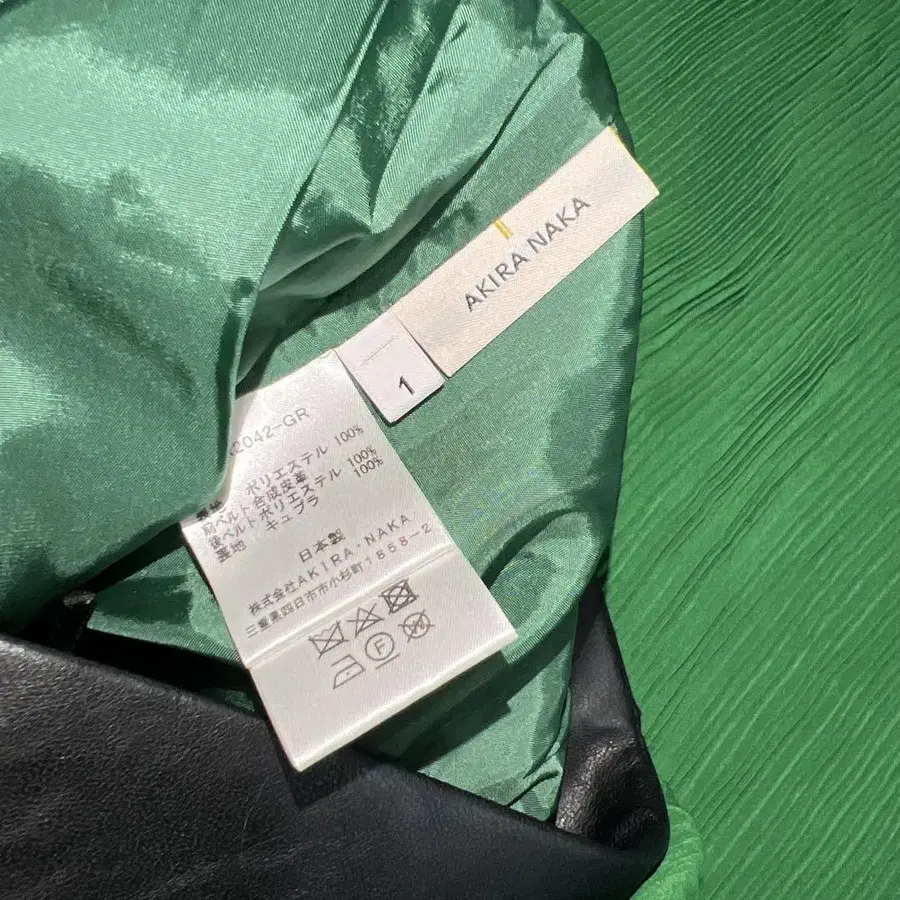 AKIRA NAKA
1
2042-GR
ポリエステル 100%
前ベルト合成皮革
後ベルトポリエステル 100%
裏地 キュプラ 100%
日本製
株式会社AKIRA.NAKA
三重県四日市市小杉町1858-2
F
W